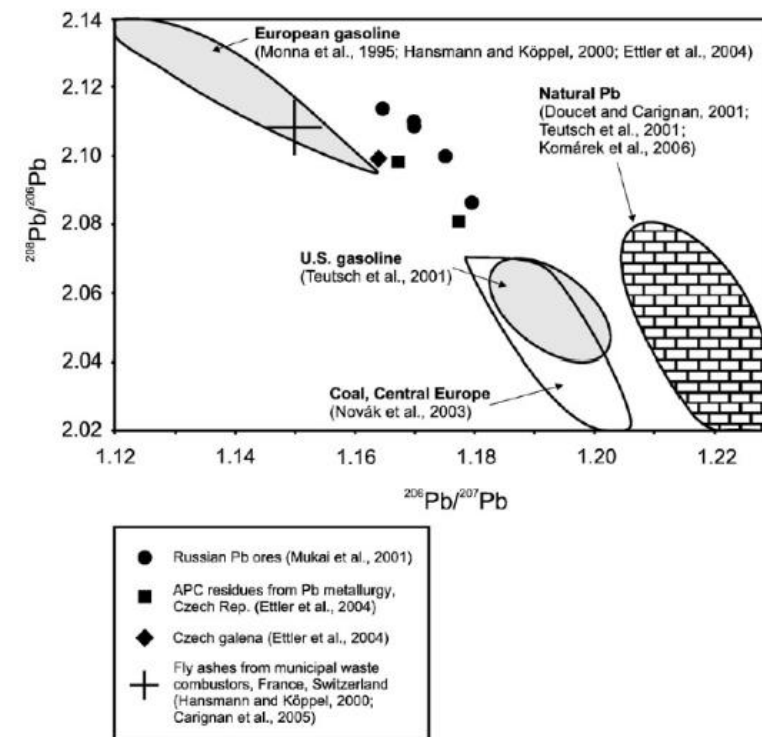 2.14
2.12
2.10
2.08
2.06
2.04
2.02
²⁰⁸Pb/²⁰⁶Pb
European gasoline
(Monna et al., 1995; Hansmann and Köppel, 2000; Ettler et al., 2004)
Natural Pb
(Doucet and Carignan, 2001;
Teutsch et al., 2001;
Komárek et al., 2006)
U.S. gasoline
(Teutsch et al., 2001)
Coal, Central Europe
(Novák et al., 2003)
1.12
1.14
1.16
1.18
1.20
1.22
²⁰⁶Pb/²⁰⁷Pb
Russian Pb ores (Mukai et al., 2001)
APC residues from Pb metallurgy,
Czech Rep. (Ettler et al., 2004)
Czech galena (Ettler et al., 2004)
Fly ashes from municipal waste
combustors, France, Switzerland
(Hansmann and Köppel, 2000;
Carignan et al., 2005)